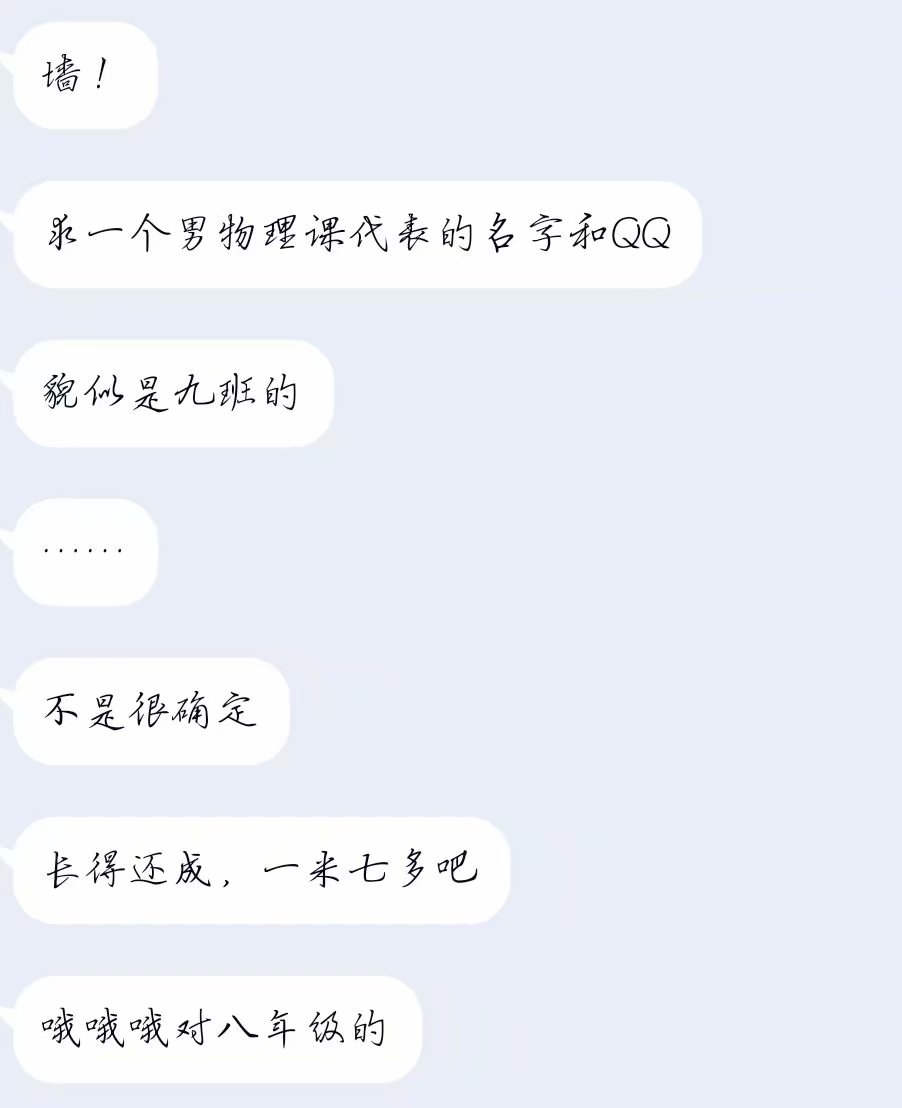 墙！
求一个男物理课代表的名字和QQ
貌似是九班的
......
不是很确定
长得还成，一米七多吧
哦哦哦对八年级的